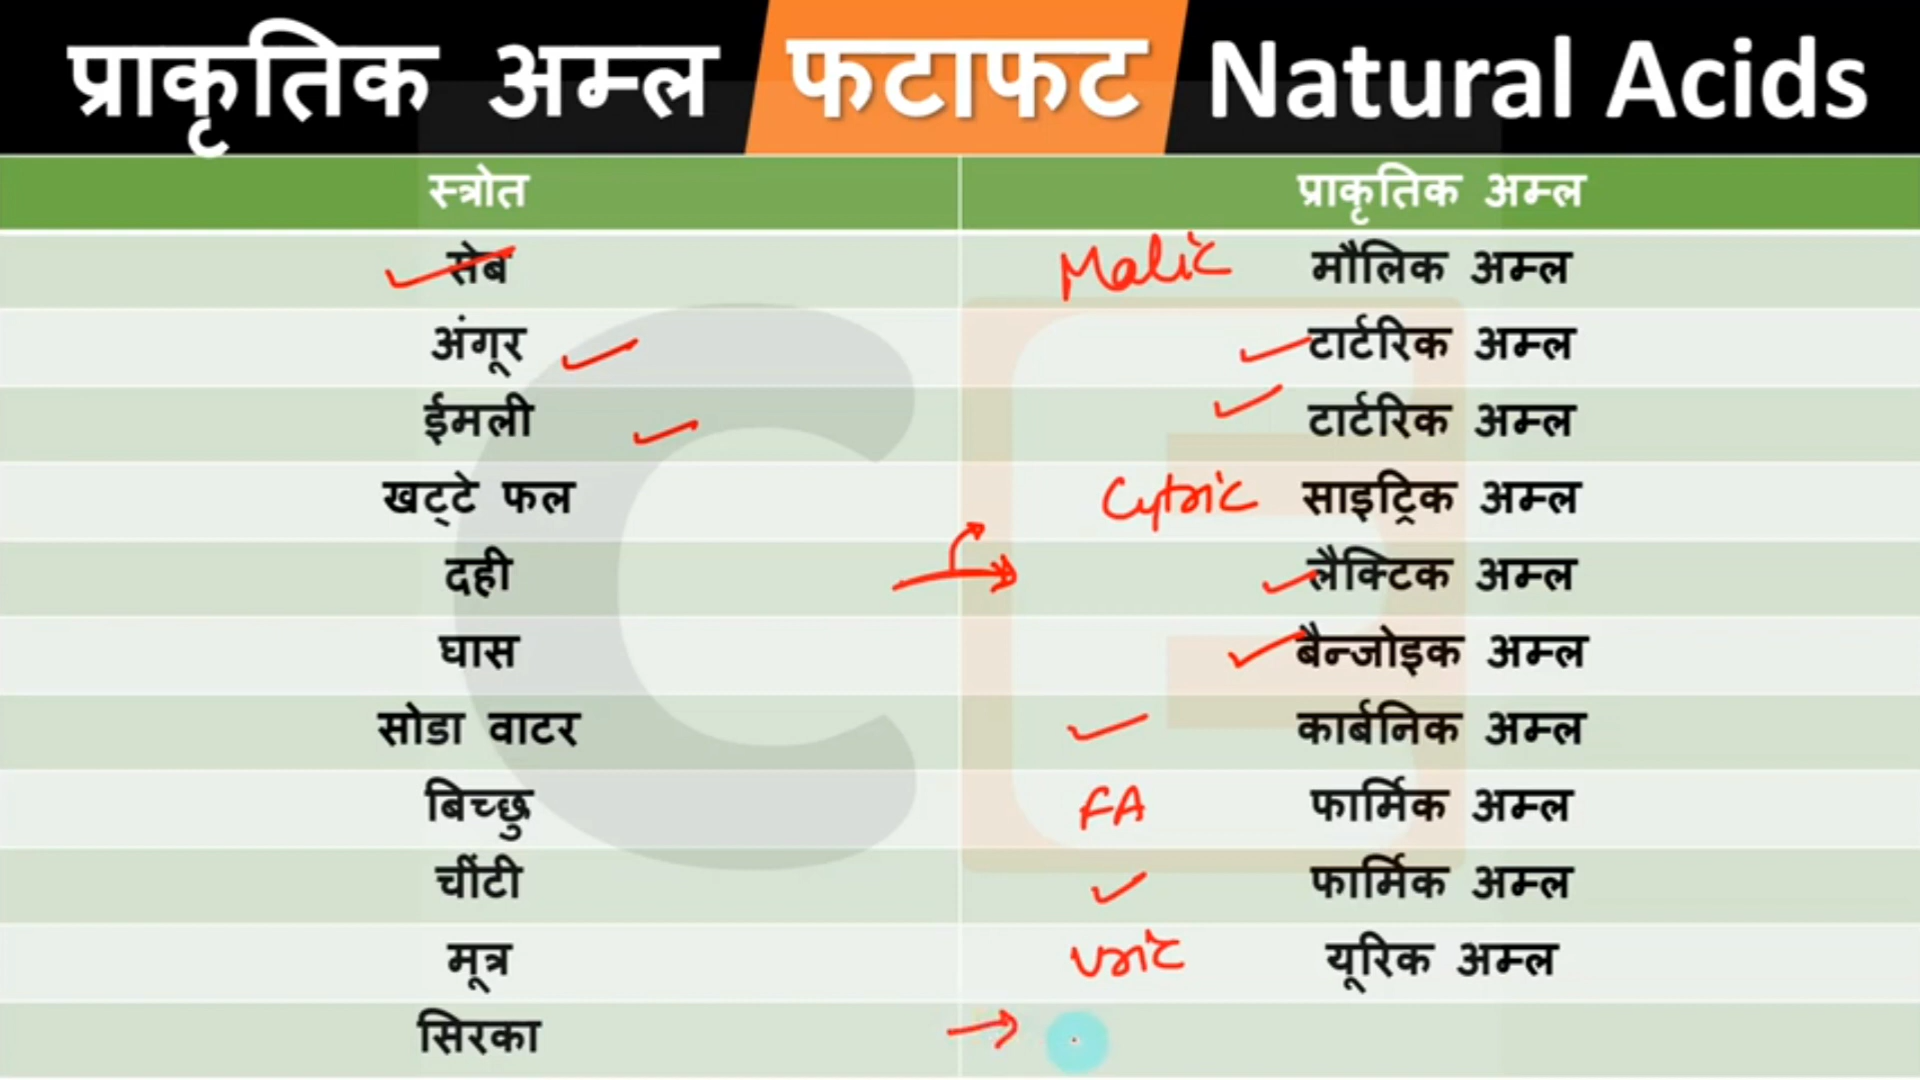 प्राकृतिक अम्ल फटाफट Natural Acids
स्त्रोत प्राकृतिक अम्ल
सेब Malic मौलिक अम्ल
अंगूर टार्टरिक अम्ल
ईमली टार्टरिक अम्ल
खट्टे फल Cytric साइट्रिक अम्ल
दही लैक्टिक अम्ल
घास बैन्जोइक अम्ल
सोडा वाटर कार्बनिक अम्ल
बिच्छु FA फार्मिक अम्ल
चींटी फार्मिक अम्ल
मूत्र Uric यूरिक अम्ल
सिरका
CE